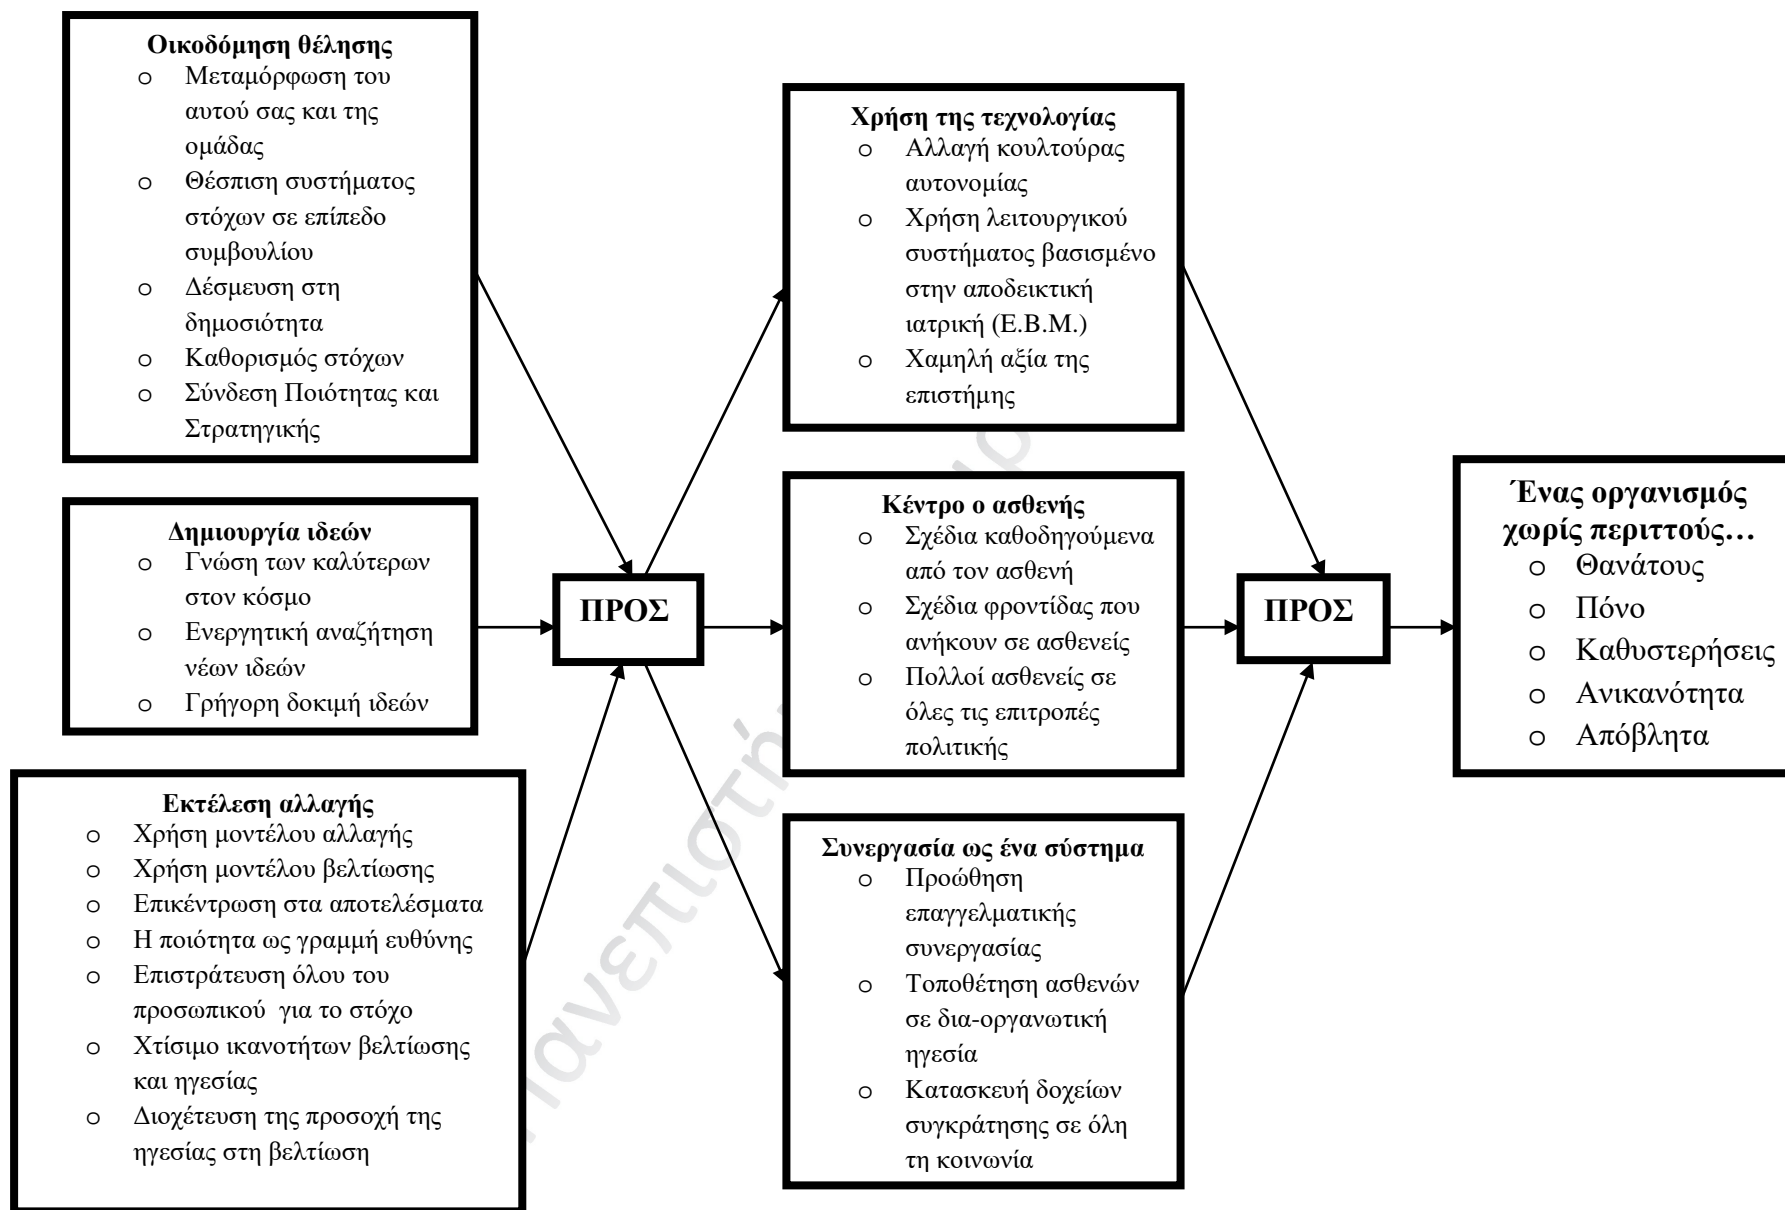 Οικοδόμηση θέλησης
o Μεταμόρφωση του
αυτού σας και της
ομάδας
o Θέσπιση συστήματος
στόχων σε επίπεδο
συμβουλίου
o Δέσμευση στη
δημοσιότητα
o Καθορισμός στόχων
o Σύνδεση Ποιότητας και
Στρατηγικής
Δημιουργία ιδεών
o Γνώση των καλύτερων
στον κόσμο
o Ενεργητική αναζήτηση
νέων ιδεών
o Γρήγορη δοκιμή ιδεών
Εκτέλεση αλλαγής
o Χρήση μοντέλου αλλαγής
o Χρήση μοντέλου βελτίωσης
o Επικέντρωση στα αποτελέσματα
o Η ποιότητα ως γραμμή ευθύνης
o Επιστράτευση όλου του
προσωπικού για το στόχο
o Χτίσιμο ικανοτήτων βελτίωσης
και ηγεσίας
o Διοχέτευση της προσοχή της
ηγεσίας στη βελτίωση
ΠΡΟΣ
Χρήση της τεχνολογίας
o Αλλαγή κουλτούρας
αυτονομίας
o Χρήση λειτουργικού
συστήματος βασισμένο
στην αποδεικτική
ιατρική (Ε.Β.Μ.)
o Χαμηλή αξία της
επιστήμης
Κέντρο ο ασθενής
o Σχέδια καθοδηγούμενα
από τον ασθενή
o Σχέδια φροντίδας που
ανήκουν σε ασθενείς
o Πολλοί ασθενείς σε
όλες τις επιτροπές
πολιτικής
Συνεργασία ως ένα σύστημα
o Προώθηση
επαγγελματικής
συνεργασίας
o Τοποθέτηση ασθενών
σε δια-οργανωτική
ηγεσία
o Κατασκευή δοχείων
συγκράτησης σε όλη
τη κοινωνία
ΠΡΟΣ
Ένας οργανισμός
χωρίς περιττούς…
o Θανάτους
o Πόνο
o Καθυστερήσεις
o Ανικανότητα
o Απόβλητα